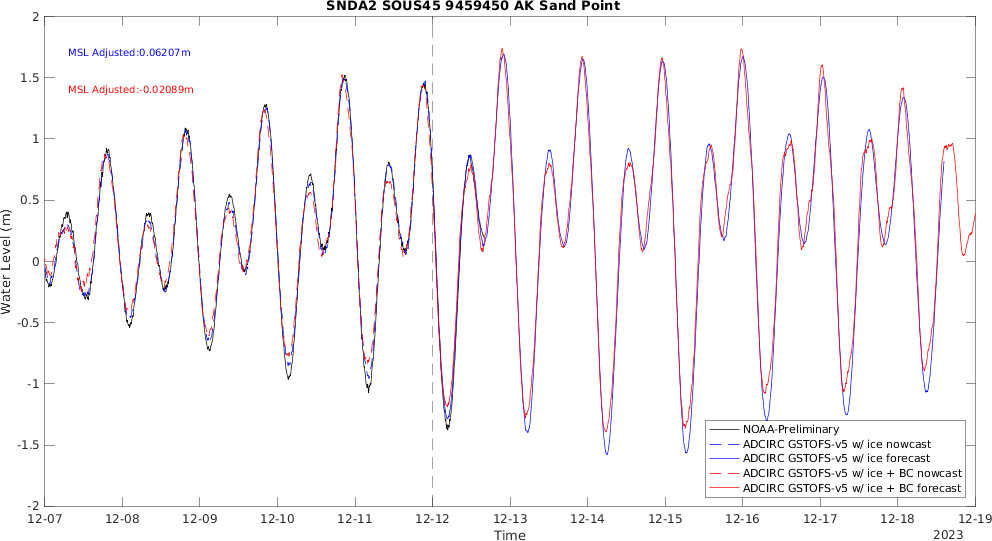 SNDA2 SOUS45 9459450 AK Sand Point
2
1.5
1
0.5
0
-0.5
-1
-1.5
-2
Water Level (m)
MSL Adjusted:0.06207m
MSL Adjusted:-0.02089m
NOAA-Preliminary
ADCIRC GSTOFS-v5 w/ ice nowcast
ADCIRC GSTOFS-v5 w/ ice forecast
ADCIRC GSTOFS-v5 w/ ice + BC nowcast
ADCIRC GSTOFS-v5 w/ ice + BC forecast
12-07 12-08 12-09 12-10 12-11 12-12 12-13 12-14 12-15 12-16 12-17 12-18 12-19
Time
2023